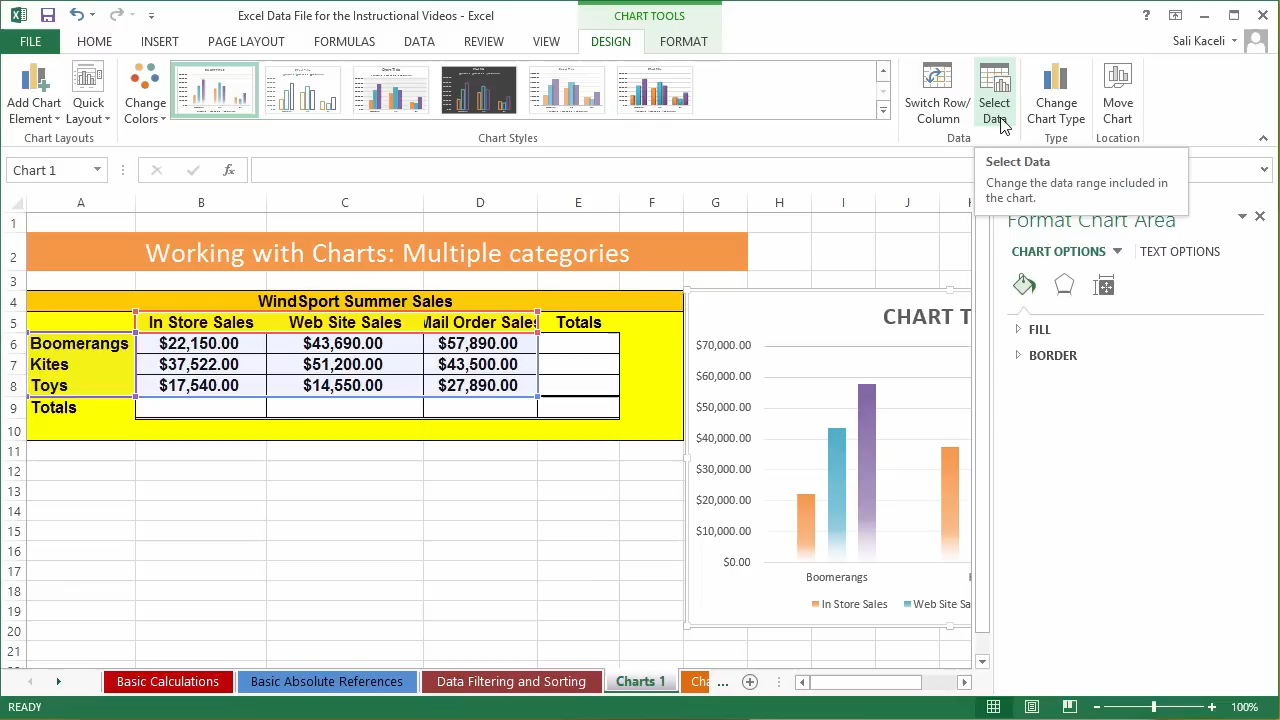 Excel Data File for the Instructional Videos - Excel
CHART TOOLS
?
FILE
HOME
INSERT
PAGE LAYOUT
FORMULAS
DATA
REVIEW
VIEW
DESIGN
FORMAT
Sali Kaceli
Add Chart
Element
Quick
Layout
Change
Colors
itch Row/
Column
Select
Data
Change
Chart Type
Move
Chart
Chart Layouts
Chart Styles
Data
Type
Location
Chart 1
fx
Select Data
Change the data range included in
the chart.
A B C D E F G H I J
Format Chart Area
CHART OPTIONS
TEXT OPTIONS
FILL
BORDER
1
2 Working with Charts: Multiple categories
3
4 WindSport Summer Sales
5 In Store Sales Web Site Sales Mail Order Sales Totals
6 Boomerangs $22,150.00 $43,690.00 $57,890.00
7 Kites $37,522.00 $51,200.00 $43,500.00
8 Toys $17,540.00 $14,550.00 $27,890.00
9 Totals
10
11
12
13
14
15
16
17
18
19
20
21
CHART T
$70,000.00
$60,000.00
$50,000.00
$40,000.00
$30,000.00
$20,000.00
$10,000.00
$0.00
Boomerangs
In Store Sales Web Site Sa
Basic Calculations
Basic Absolute References
Data Filtering and Sorting
Charts 1
Cha
...
READY
100%